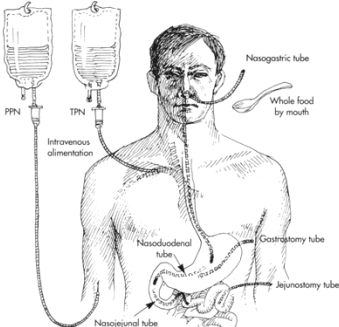 Nasogastric tube
Whole food
by mouth
PPN
TPN
Intravenous
alimentation
Nasoduodenal
tube
Gastrostomy tube
Jejunostomy tube
Nasojejunal tube